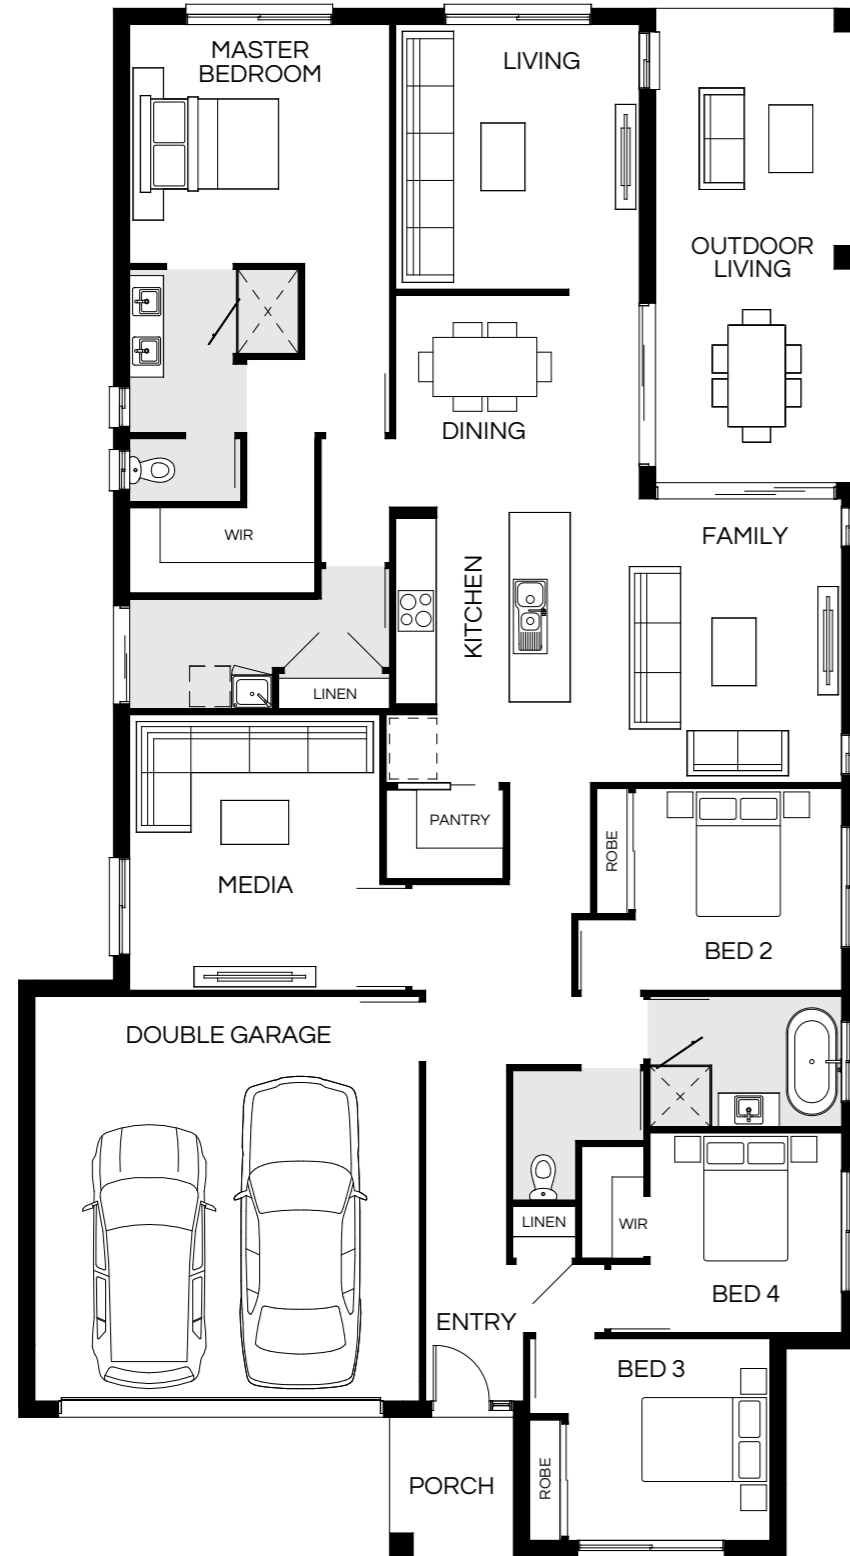 MASTER
BEDROOM
LIVING
OUTDOOR
LIVING
X
DINING
WIR
KITCHEN
FAMILY
LINEN
PANTRY
ROBE
MEDIA
BED 2
DOUBLE GARAGE
X
LINEN
WIR
BED 4
ENTRY
BED 3
PORCH
ROBE